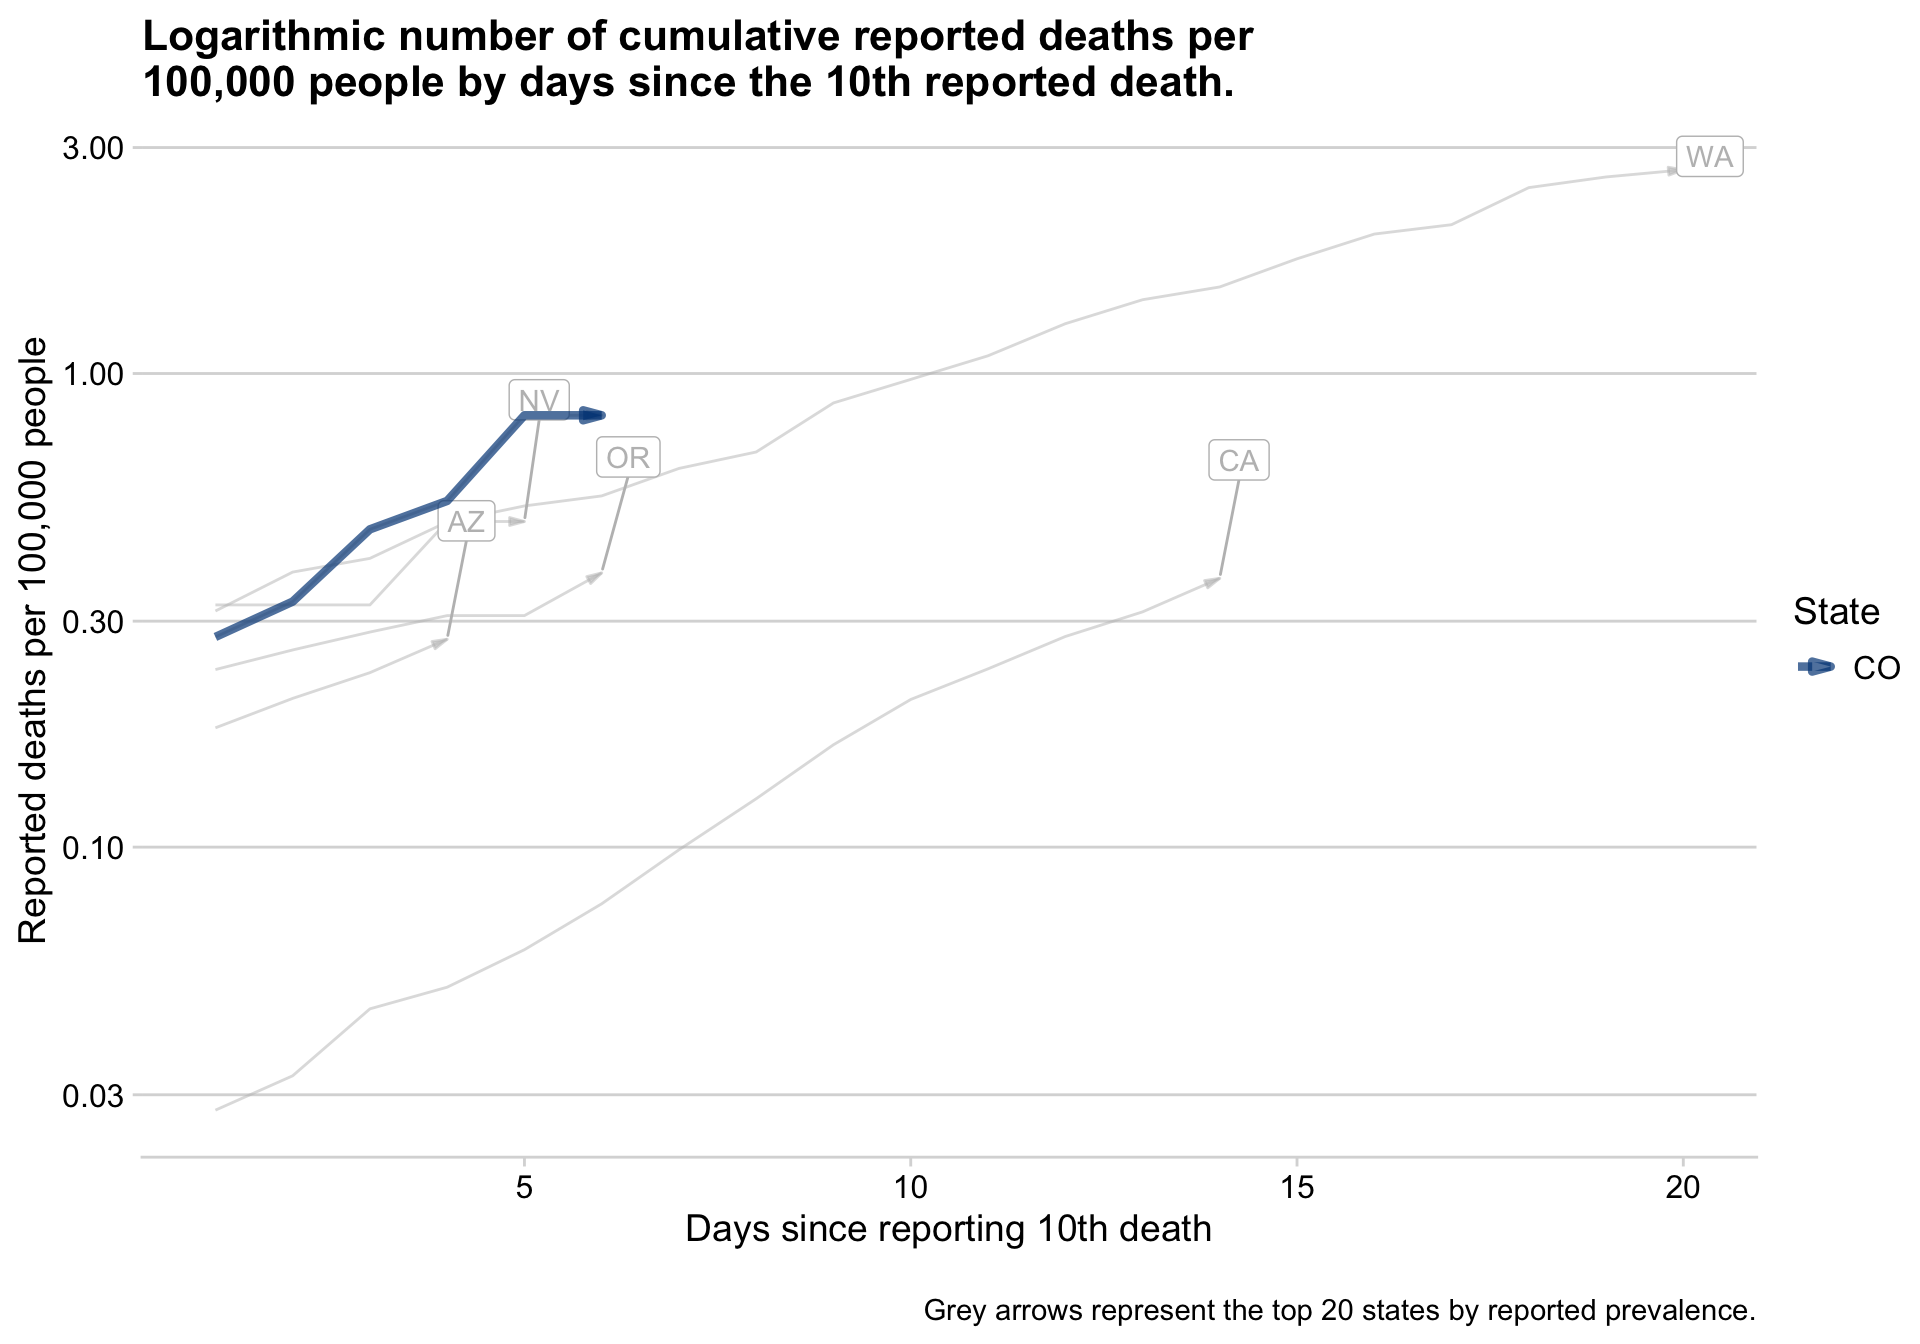 Logarithmic number of cumulative reported deaths per
100,000 people by days since the 10th reported death.
Reported deaths per 100,000 people
3.00
1.00
0.30
0.10
0.03
WA
NV
OR
CA
AZ
State
CO
5 10 15 20
Days since reporting 10th death
Grey arrows represent the top 20 states by reported prevalence.